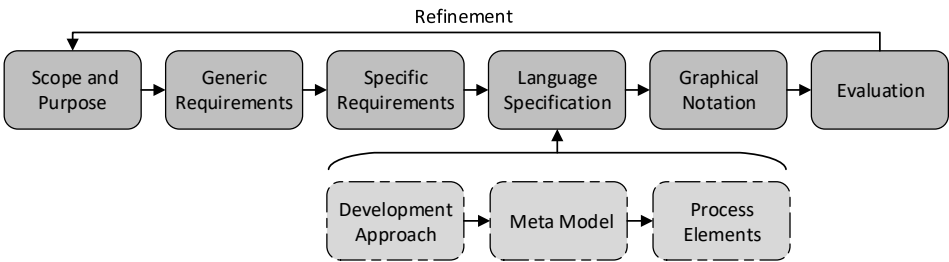 Refinement
Scope and
Purpose
Generic
Requirements
Specific
Requirements
Language
Specification
Graphical
Notation
Evaluation
Development
Approach
Meta Model
Process
Elements